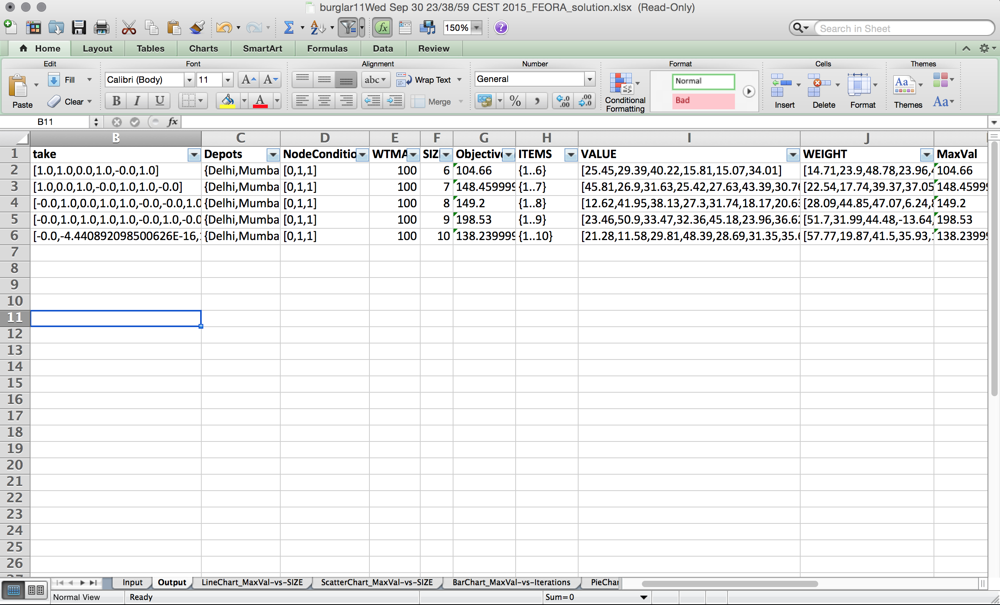 burglar11Wed Sep 30 23/38/59 CEST 2015_FEORA_solution.xlsx (Read-Only)
150%
Search in Sheet
Home Layout Tables Charts SmartArt Formulas Data Review
Edit Font Alignment Number Format Cells Themes
Fill Calibri (Body) 11 abc Wrap Text General Normal
Paste Clear B I U A Merge % Conditional Formatting Bad Insert Delete Format Themes Aa
B11 fx
B C D E F G H I J
1 take Depots NodeConditio WTMA SIZ Objectiv ITEMS VALUE WEIGHT MaxVal
2 [1.0,1.0,0.0,1.0,-0.0,1.0] {Delhi,Mumba [0,1,1] 100 6 104.66 {1..6} [25.45,29.39,40.22,15.81,15.07,34.01] [14.71,23.9,48.78,23.96,4 104.66
3 [1.0,0.0,1.0,-0.0,1.0,1.0,-0.0] {Delhi,Mumba [0,1,1] 100 7 148.459999 {1..7} [45.81,26.9,31.63,25.42,27.63,43.39,30.76 [22.54,17.74,39.37,37.05 148.45999
4 [-0.0,1.0,0.0,1.0,1.0,-0.0,-0.0,1.0 {Delhi,Mumba [0,1,1] 100 8 149.2 {1..8} [12.62,41.95,38.13,27.3,31.74,18.17,20.63 [28.09,44.85,47.07,6.24,8 149.2
5 [-0.0,1.0,1.0,1.0,1.0,-0.0,1.0,-0.0 {Delhi,Mumba [0,1,1] 100 9 198.53 {1..9} [23.46,50.9,33.47,32.36,45.18,23.96,36.62 [51.7,31.99,44.48,-13.64, 198.53
6 [-0.0,-4.440892098500626E-16, {Delhi,Mumba [0,1,1] 100 10 138.239999 {1..10} [21.28,11.58,29.81,48.39,28.69,31.35,35.6 [57.77,19.87,41.5,35.93, 138.23999
7
8
9
10
11
12
13
14
15
16
17
18
19
20
21
22
23
24
25
26
Input Output LineChart_MaxVal-vs-SIZE ScatterChart_MaxVal-vs-SIZE BarChart_MaxVal-vs-Iterations PieChar
Normal View Ready Sum=0